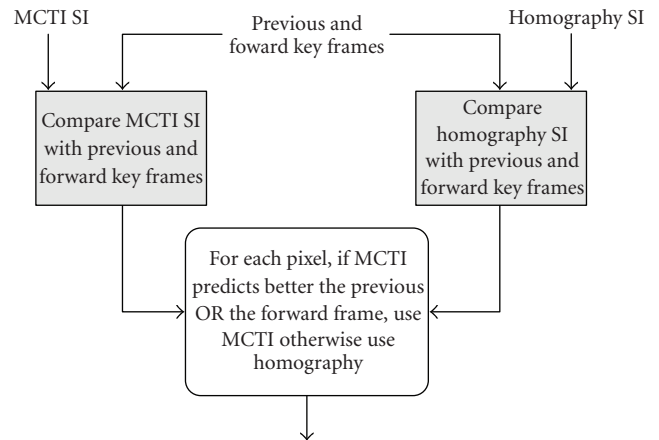 MCTI SI
Previous and
foward key frames
Homography SI
Compare MCTI SI
with previous and
forward key frames
Compare
homography SI
with previous and
forward key frames
For each pixel, if MCTI
predicts better the previous
OR the forward frame, use
MCTI otherwise use
homography